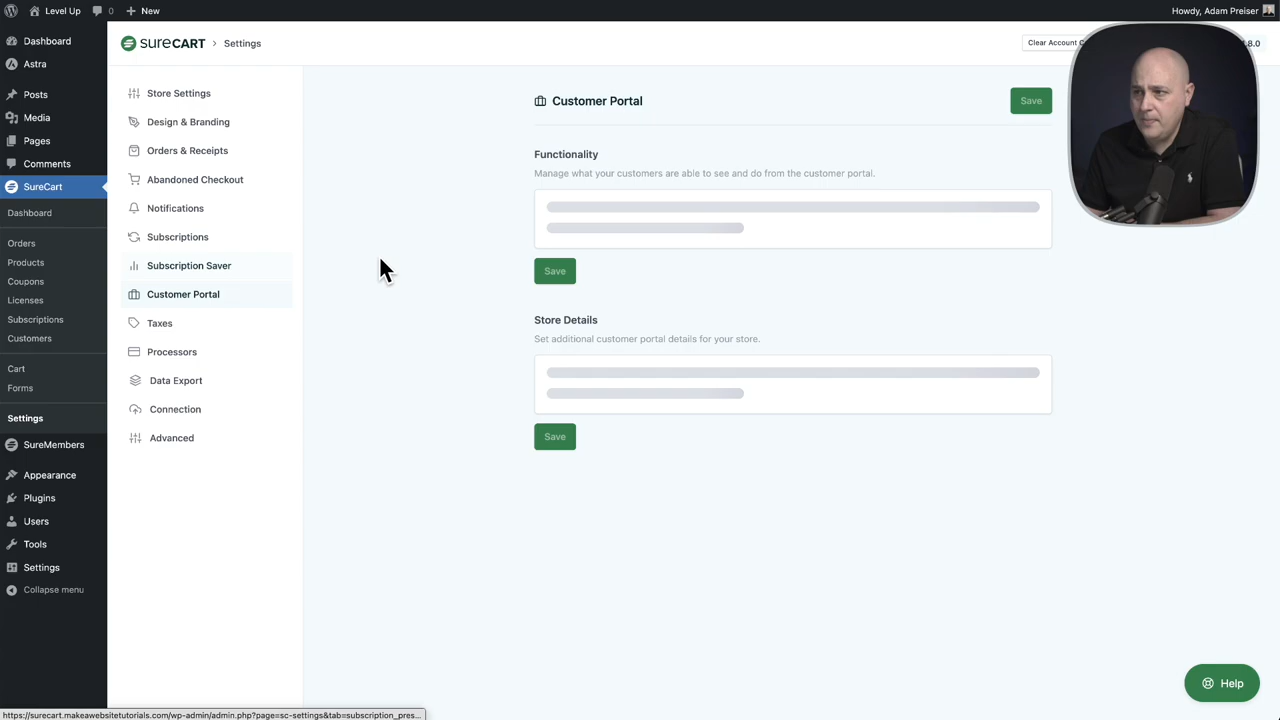 Level Up
0
New
Howdy, Adam Preiser
Dashboard
Astra
Posts
Media
Pages
Comments
SureCart
Dashboard
Orders
Products
Coupons
Licenses
Subscriptions
Customers
Cart
Forms
Settings
SureMembers
Appearance
Plugins
Users
Tools
Settings
Collapse menu
SURECART > Settings
Clear Account
8.0
Store Settings
Design & Branding
Orders & Receipts
Abandoned Checkout
Notifications
Subscriptions
Subscription Saver
Customer Portal
Taxes
Processors
Data Export
Connection
Advanced
Customer Portal
Save
Functionality
Manage what your customers are able to see and do from the customer portal.
Save
Store Details
Set additional customer portal details for your store.
Save
Help
https://surecart.makeawebsitetutorials.com/wp-admin/admin.php?page=sc-settings&tab=subscription_pres...